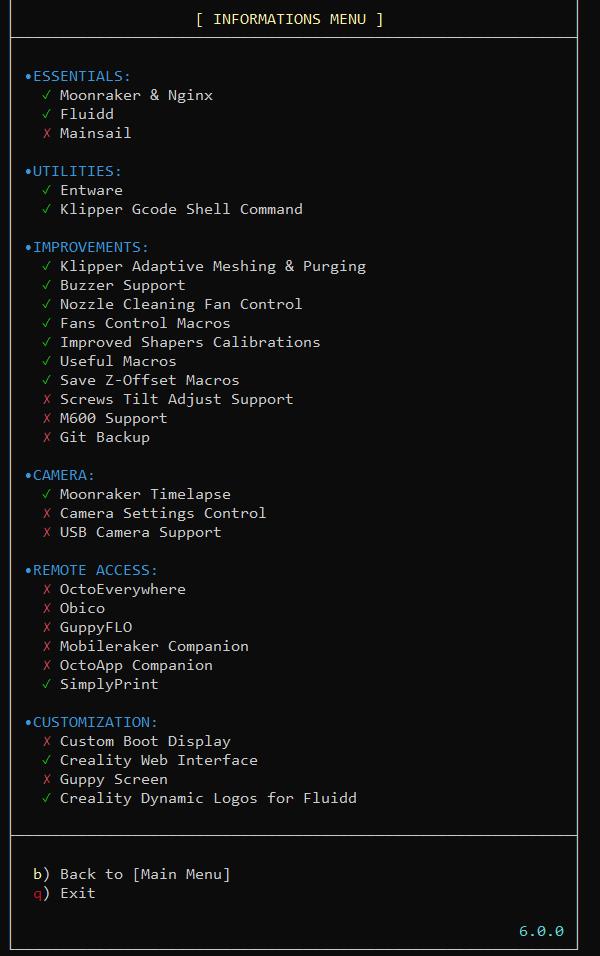 [ INFORMATIONS MENU ]
•ESSENTIALS:
✓ Moonraker & Nginx
✓ Fluidd
✗ Mainsail
•UTILITIES:
✓ Entware
✓ Klipper Gcode Shell Command
•IMPROVEMENTS:
✓ Klipper Adaptive Meshing & Purging
✓ Buzzer Support
✓ Nozzle Cleaning Fan Control
✓ Fans Control Macros
✓ Improved Shapers Calibrations
✓ Useful Macros
✓ Save Z-Offset Macros
✗ Screws Tilt Adjust Support
✗ M600 Support
✗ Git Backup
•CAMERA:
✓ Moonraker Timelapse
✗ Camera Settings Control
✗ USB Camera Support
•REMOTE ACCESS:
✗ OctoEverywhere
✗ Obico
✗ GuppyFLO
✗ Mobileraker Companion
✗ OctoApp Companion
✓ SimplyPrint
•CUSTOMIZATION:
✗ Custom Boot Display
✓ Creality Web Interface
✗ Guppy Screen
✓ Creality Dynamic Logos for Fluidd
b) Back to [Main Menu]
q) Exit
6.0.0